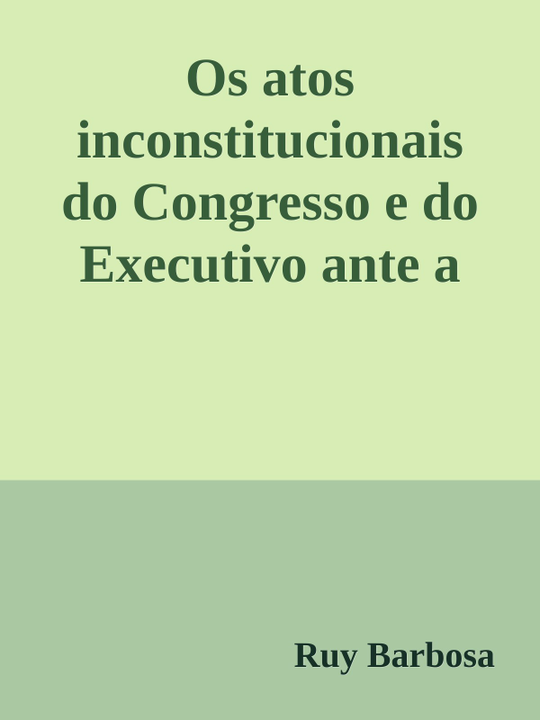 Os atos
inconstitucionais
do Congresso e do
Executivo ante a
Ruy Barbosa